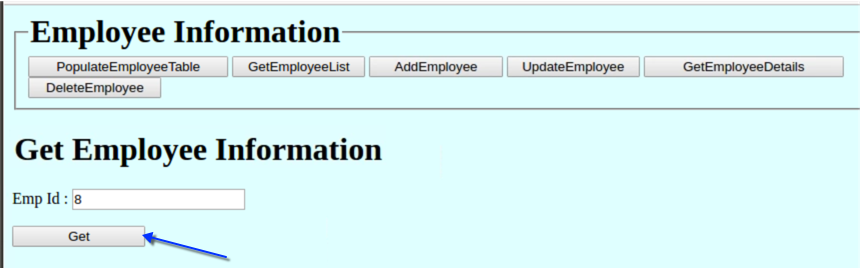 Employee Information
PopulateEmployeeTable GetEmployeeList AddEmployee UpdateEmployee GetEmployeeDetails
DeleteEmployee
Get Employee Information
Emp Id : 8
Get